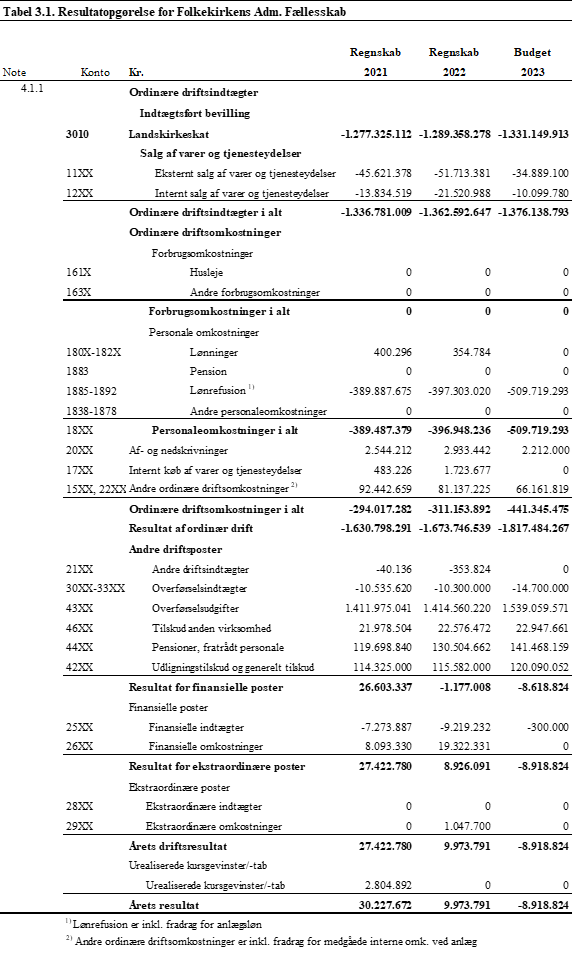 Tabel 3.1. Resultatopgørelse for Folkekirkens Adm. Fællesskab
Regnskab Regnskab Budget
Note Konto Kr. 2021 2022 2023
4.1.1 Ordinære driftsindtægter
Indtægtsført bevilling
3010 Landskirkeskat -1.277.325.112 -1.289.358.278 -1.331.149.913
Salg af varer og tjenesteydelser
11XX Eksternt salg af varer og tjenesteydelser -45.621.378 -51.713.381 -34.889.100
12XX Internt salg af varer og tjenesteydelser -13.834.519 -21.520.988 -10.099.780
Ordinære driftsindtægter i alt -1.336.781.009 -1.362.592.647 -1.376.138.793
Ordinære driftsomkostninger
Forbrugsomkostninger
161X Husleje 0 0 0
163X Andre forbrugsomkostninger 0 0 0
Forbrugsomkostninger i alt 0 0 0
Personale omkostninger
180X-182X Lønninger 400.296 354.784 0
1883 Pension 0 0 0
1885-1892 Lønrefusion 1) -389.887.675 -397.303.020 -509.719.293
1838-1878 Andre personaleomkostninger 0 0 0
18XX Personaleomkostninger i alt -389.487.379 -396.948.236 -509.719.293
20XX Af- og nedskrivninger 2.544.212 2.933.442 2.212.000
17XX Internt køb af varer og tjenesteydelser 483.226 1.723.677 0
15XX, 22XX Andre ordinære driftsomkostninger 2) 92.442.659 81.137.225 66.161.819
Ordinære driftsomkostninger i alt -294.017.282 -311.153.892 -441.345.475
Resultat af ordinær drift -1.630.798.291 -1.673.746.539 -1.817.484.267
Andre driftsposter
21XX Andre driftsindtægter -40.136 -353.824 0
30XX-33XX Overførselsindtægter -10.535.620 -10.300.000 -14.700.000
43XX Overførselsudgifter 1.411.975.041 1.414.560.220 1.539.059.571
46XX Tilskud anden virksomhed 21.978.504 22.576.472 22.947.661
44XX Pensioner, fratrådt personale 119.698.840 130.504.662 141.468.159
42XX Udligningstilskud og generelt tilskud 114.325.000 115.582.000 120.090.052
Resultat før finansielle poster 26.603.337 -1.177.008 -8.618.824
Finansielle poster
25XX Finansielle indtægter -7.273.887 -9.219.232 -300.000
26XX Finansielle omkostninger 8.093.330 19.322.331 0
Resultat før ekstraordinære poster 27.422.780 8.926.091 -8.918.824
Ekstraordinære poster
28XX Ekstraordinære indtægter 0 0 0
29XX Ekstraordinære omkostninger 0 1.047.700 0
Årets driftsresultat 27.422.780 9.973.791 -8.918.824
Urealiserede kursgevinster/-tab
Urealiserede kursgevinster/-tab 2.804.892 0 0
Årets resultat 30.227.672 9.973.791 -8.918.824
1) Lønrefusion er inkl. fradrag for anlægsløn
2) Andre ordinære driftsomkostninger er inkl. fradrag for medgåede interne omk. ved anlæg